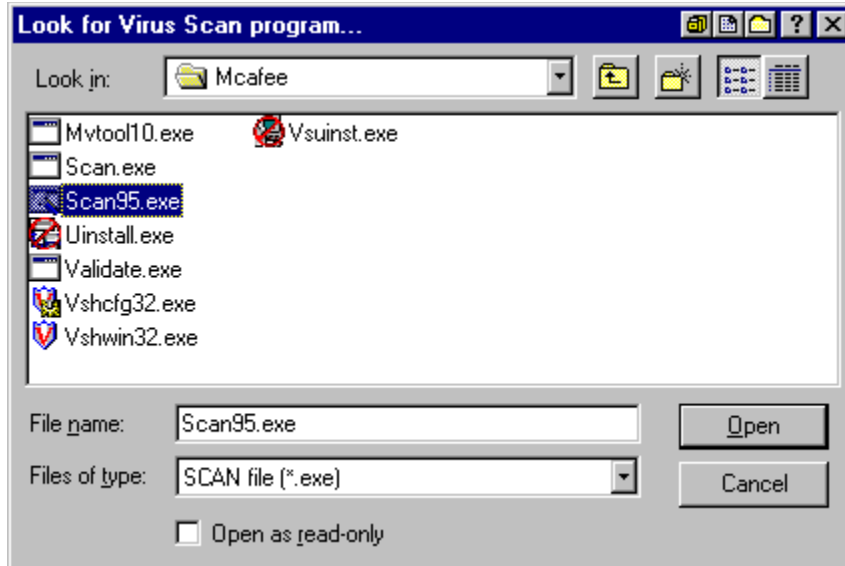 Look for Virus Scan program...
Look in: Mcafee
Mvtool10.exe Vsuinst.exe
Scan.exe
Scan95.exe
Uinstall.exe
Validate.exe
Vshcfg32.exe
Vshwin32.exe
File name: Scan95.exe Open
Files of type: SCAN file (*.exe) Cancel
Open as read-only